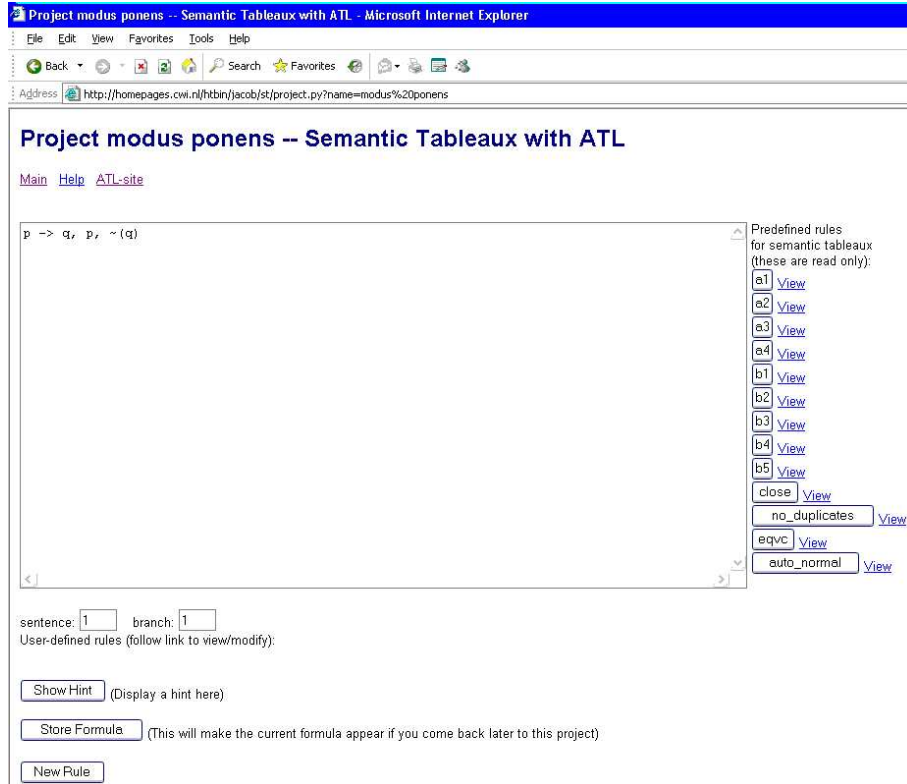 Project modus ponens -- Semantic Tableaux with ATL - Microsoft Internet Explorer
File Edit View Favorites Tools Help
Back Search Favorites
Address http://homepages.cwi.nl/htbin/jacob/st/project.py?name=modus%20ponens
Project modus ponens -- Semantic Tableaux with ATL
Main Help ATL-site
p -> q, p, ~(q)
Predefined rules
for semantic tableaux
(these are read only):
a1 View
a2 View
a3 View
a4 View
b1 View
b2 View
b3 View
b4 View
b5 View
close View
no_duplicates View
eqvc View
auto_normal View
sentence: 1 branch: 1
User-defined rules (follow link to view/modify):
Show Hint (Display a hint here)
Store Formula (This will make the current formula appear if you come back later to this project)
New Rule